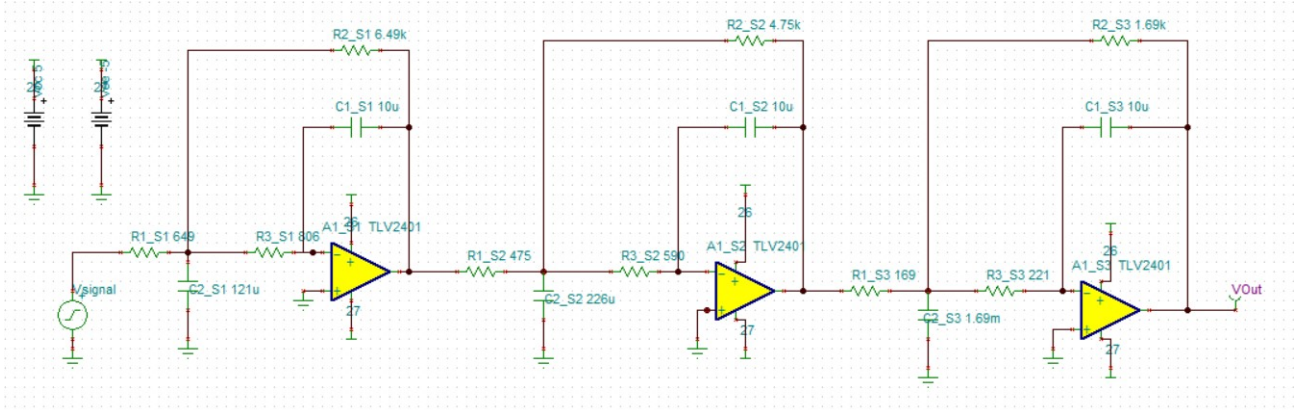 R2_S1 6.49k
R2_S2 4.75k
R2_S3 1.69k
C1_S1 10u
C1_S2 10u
C1_S3 10u
26
26
26
A1_S1 TLV2401
A1_S2 TLV2401
A1_S3 TLV2401
R1_S1 649
R3_S1 806
R1_S2 475
R3_S2 590
R1_S3 169
R3_S3 221
Vsignal
C2_S1 121u
C2_S2 226u
C2_S3 1.69m
VOut
27
27
27